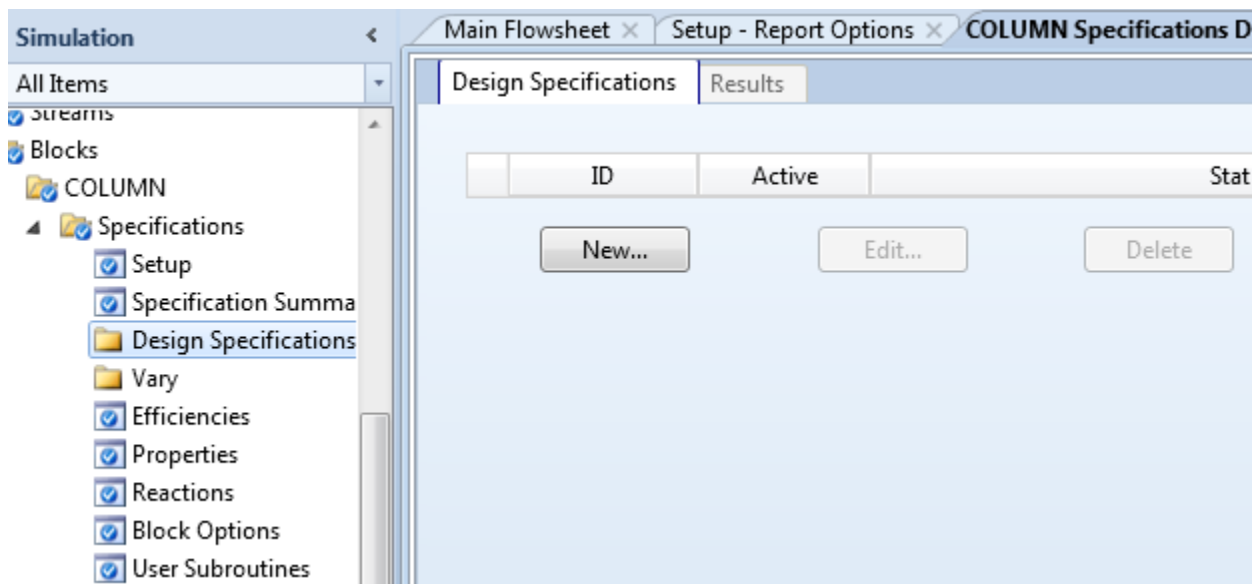 Simulation
All Items
Streams
Blocks
COLUMN
Specifications
Setup
Specification Summa
Design Specifications
Vary
Efficiencies
Properties
Reactions
Block Options
User Subroutines
Main Flowsheet Setup - Report Options COLUMN Specifications D
Design Specifications Results
ID Active Stat
New... Edit... Delete